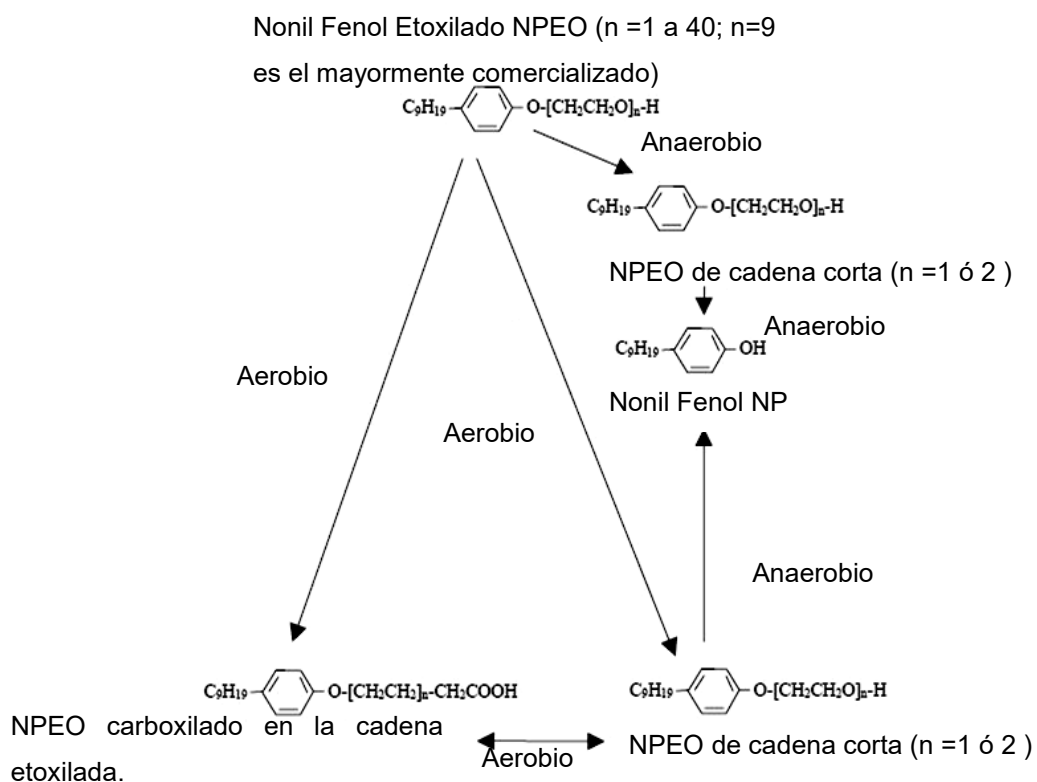 Nonil Fenol Etoxilado NPEO (n =1 a 40; n=9
es el mayormente comercializado)
C₉H₁₉ O-[CH₂CH₂O]ₙ-H
Anaerobio
C₉H₁₉ O-[CH₂CH₂O]ₙ-H
NPEO de cadena corta (n =1 ó 2 )
Anaerobio
C₉H₁₉ OH
Nonil Fenol NP
Aerobio
Aerobio
Anaerobio
C₉H₁₉ O-[CH₂CH₂]ₙ-CH₂COOH
C₉H₁₉ O-[CH₂CH₂O]ₙ-H
NPEO carboxilado en la cadena
etoxilada.
Aerobio
NPEO de cadena corta (n =1 ó 2 )